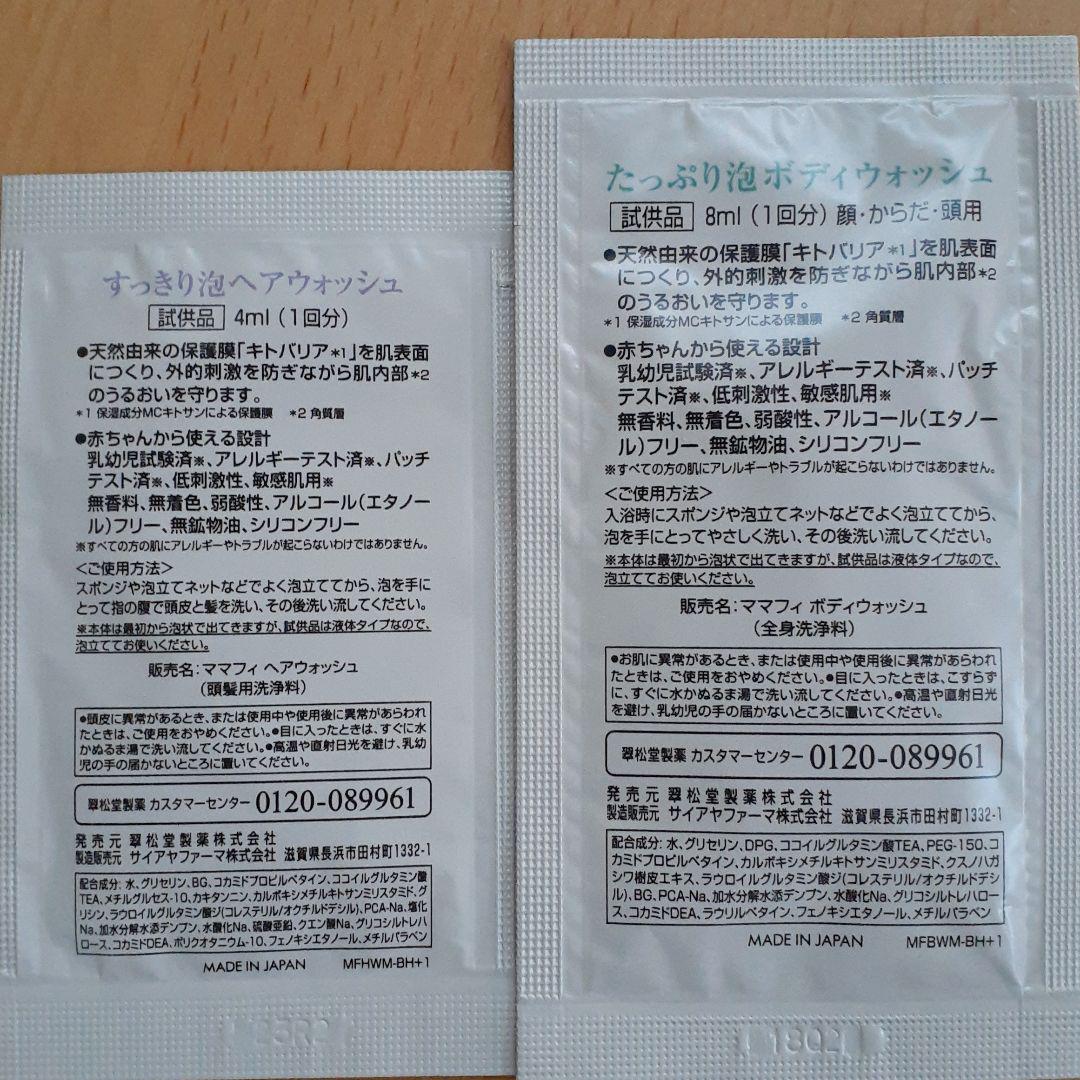 すっきり泡ヘアウォッシュ
試供品 4ml（1回分）
●天然由来の保護膜「キトバリア*1」を肌表面
につくり、外的刺激を防ぎながら肌内部*2
のうるおいを守ります。
*1 保湿成分MCキトサンによる保護膜 *2 角質層
●赤ちゃんから使える設計
乳幼児試験済※、アレルギーテスト済※、パッチ
テスト済※、低刺激性、敏感肌用※
無香料、無着色、弱酸性、アルコール（エタノー
ル）フリー、無鉱物油、シリコンフリー
※すべての方の肌にアレルギーやトラブルが起こらないわけではありません。
＜ご使用方法＞
スポンジや泡立てネットなどでよく泡立ててから、泡を手に
とって指の腹で頭皮と髪を洗い、その後洗い流してください。
※本体は最初から泡状で出てきますが、試供品は液体タイプなので、
泡立ててお使いください。
販売名：ママフィ ヘアウォッシュ
（頭髪用洗浄料）
●頭皮に異常があるとき、または使用中や使用後に異常があらわれ
たときは、ご使用をおやめください。●目に入ったときは、すぐに水
かぬるま湯で洗い流してください。●高温や直射日光を避け、乳幼
児の手の届かないところに置いてください。
翠松堂製薬 カスタマーセンター 0120-089961
発売元 翠松堂製薬株式会社
製造販売元 サイアヤファーマ株式会社 滋賀県長浜市田村町1332-1
配合成分：水、グリセリン、BG、コカミドプロピルベタイン、ココイルグルタミン酸
TEA、メチルグルセス-10、カキタンニン、カルボキシメチルキトサンミリスタミド、グ
リシン、ラウロイルグルタミン酸ジ（コレステリル/オクチルドデシル）、PCA-Na、塩化
Na、加水分解水添デンプン、水酸化Na、硫酸亜鉛、クエン酸Na、グリコシルトレハ
ロース、コカミドDEA、ポリクオタニウム-10、フェノキシエタノール、メチルパラベン
MADE IN JAPAN MFHWM-BH+1
たっぷり泡ボディウォッシュ
試供品 8ml（1回分）顔・からだ・頭用
●天然由来の保護膜「キトバリア*1」を肌表面
につくり、外的刺激を防ぎながら肌内部*2
のうるおいを守ります。
*1 保湿成分MCキトサンによる保護膜 *2 角質層
●赤ちゃんから使える設計
乳幼児試験済※、アレルギーテスト済※、パッチ
テスト済※、低刺激性、敏感肌用※
無香料、無着色、弱酸性、アルコール（エタノー
ル）フリー、無鉱物油、シリコンフリー
※すべての方の肌にアレルギーやトラブルが起こらないわけではありません。
＜ご使用方法＞
入浴時にスポンジや泡立てネットなどでよく泡立ててから、
泡を手にとってやさしく洗い、その後洗い流してください。
※本体は最初から泡状で出てきますが、試供品は液体タイプなので、
泡立ててお使いください。
販売名：ママフィ ボディウォッシュ
（全身洗浄料）
●お肌に異常があるとき、または使用中や使用後に異常があらわれ
たときは、ご使用をおやめください。●目に入ったときは、こすらず
に、すぐに水かぬるま湯で洗い流してください。●高温や直射日光
を避け、乳幼児の手の届かないところに置いてください。
翠松堂製薬 カスタマーセンター 0120-089961
発売元 翠松堂製薬株式会社
製造販売元 サイアヤファーマ株式会社 滋賀県長浜市田村町1332-1
配合成分：水、グリセリン、DPG、ココイルグルタミン酸TEA、PEG-150、コ
カミドプロピルベタイン、カルボキシメチルキトサンミリスタミド、クスノハガ
シワ樹皮エキス、ラウロイルグルタミン酸ジ（コレステリル/オクチルドデシ
ル）、BG、PCA-Na、加水分解水添デンプン、水酸化Na、グリコシルトレハロー
ス、コカミドDEA、ラウリルベタイン、フェノキシエタノール、メチルパラベン
MADE IN JAPAN MFBWM-BH+1
18Q2